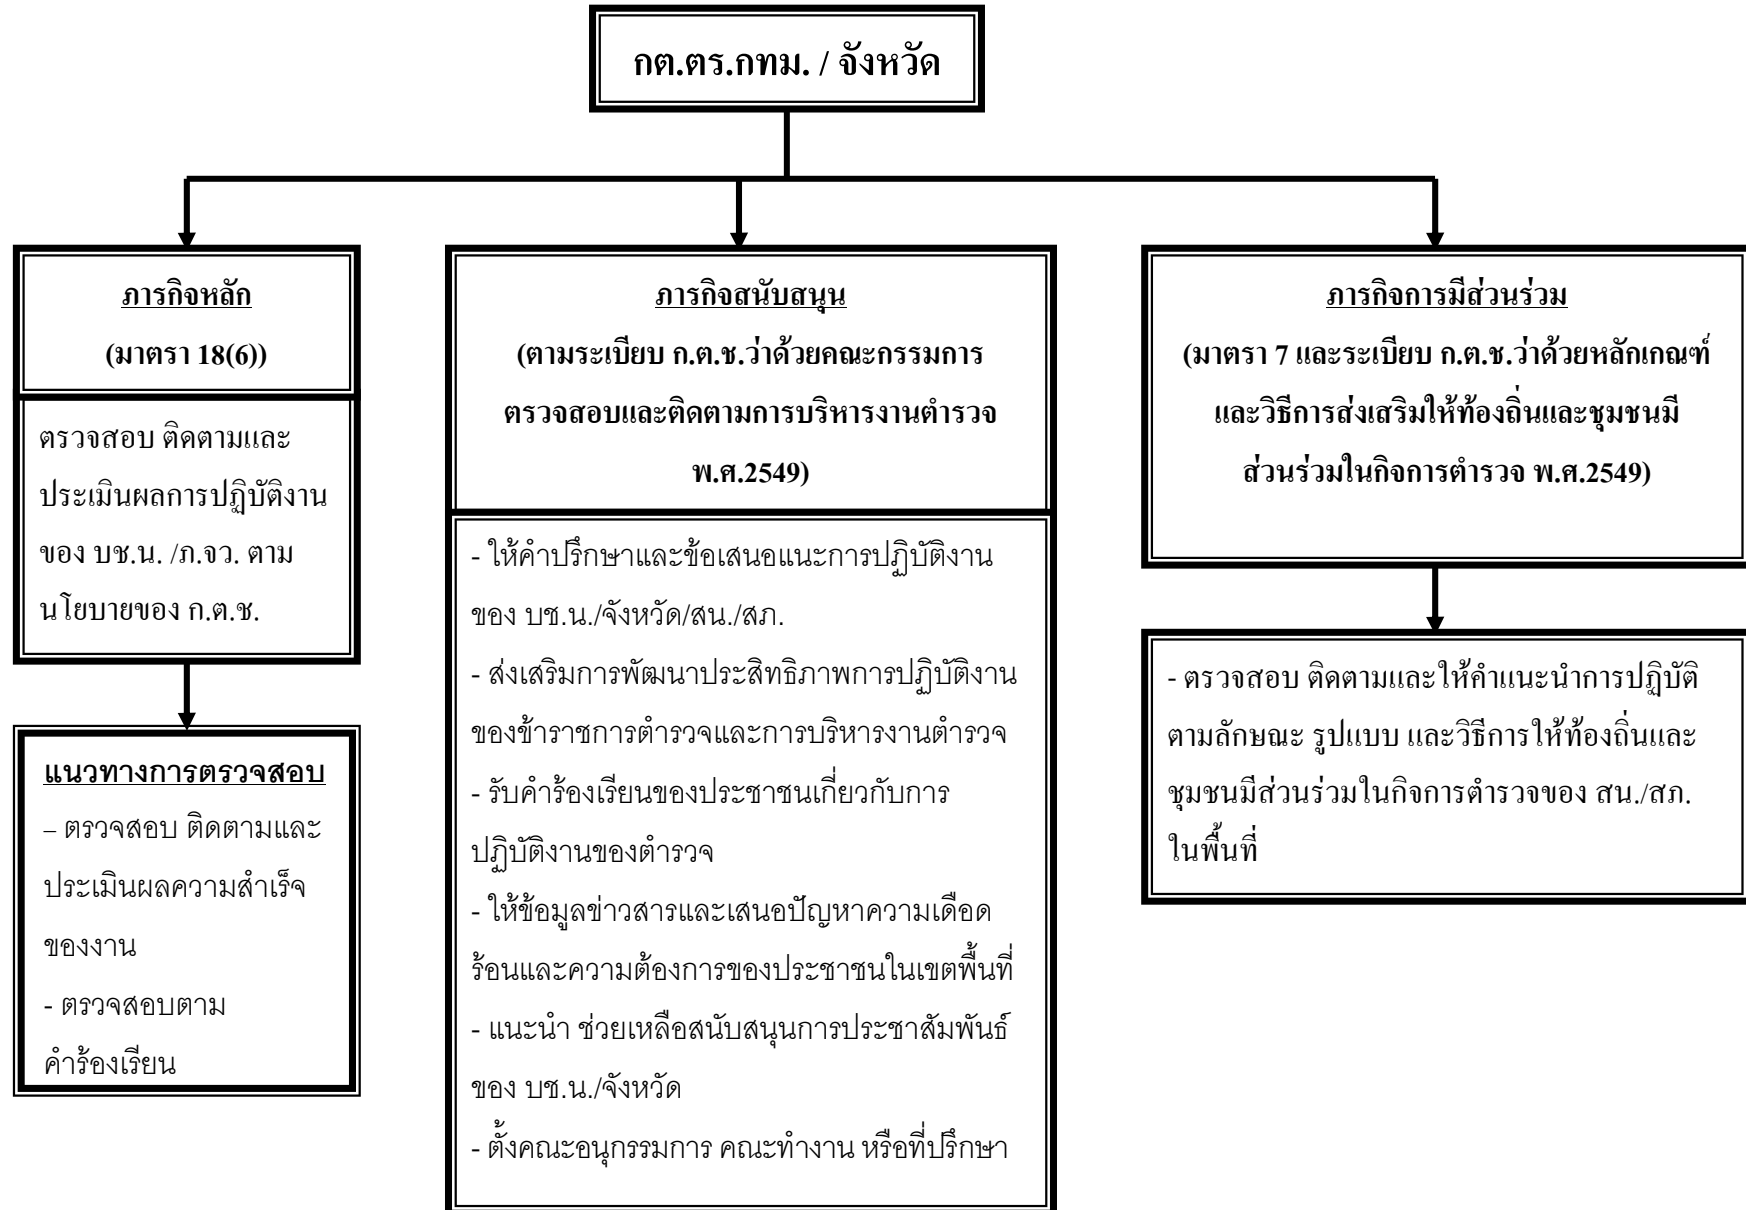 กต.ตร.กทม. / จังหวัด
ภารกิจหลัก
(มาตรา 18(6))
ตรวจสอบ ติดตามและ
ประเมินผลการปฏิบัติงาน
ของ บช.น. /ภ.จว. ตาม
นโยบายของ ก.ต.ช.
แนวทางการตรวจสอบ
– ตรวจสอบ ติดตามและ
ประเมินผลความสำเร็จ
ของงาน
- ตรวจสอบตาม
คำร้องเรียน
ภารกิจสนับสนุน
(ตามระเบียบ ก.ต.ช.ว่าด้วยคณะกรรมการ
ตรวจสอบและติดตามการบริหารงานตำรวจ
พ.ศ.2549)
- ให้คำปรึกษาและข้อเสนอแนะการปฏิบัติงาน
ของ บช.น./จังหวัด/สน./สภ.
- ส่งเสริมการพัฒนาประสิทธิภาพการปฏิบัติงาน
ของข้าราชการตำรวจและการบริหารงานตำรวจ
- รับคำร้องเรียนของประชาชนเกี่ยวกับการ
ปฏิบัติงานของตำรวจ
- ให้ข้อมูลข่าวสารและเสนอปัญหาความเดือด
ร้อนและความต้องการของประชาชนในเขตพื้นที่
- แนะนำ ช่วยเหลือสนับสนุนการประชาสัมพันธ์
ของ บช.น./จังหวัด
- ตั้งคณะอนุกรรมการ คณะทำงาน หรือที่ปรึกษา
ภารกิจการมีส่วนร่วม
(มาตรา 7 และระเบียบ ก.ต.ช.ว่าด้วยหลักเกณฑ์
และวิธีการส่งเสริมให้ท้องถิ่นและชุมชนมี
ส่วนร่วมในกิจการตำรวจ พ.ศ.2549)
- ตรวจสอบ ติดตามและให้คำแนะนำการปฏิบัติ
ตามลักษณะ รูปแบบ และวิธีการให้ท้องถิ่นและ
ชุมชนมีส่วนร่วมในกิจการตำรวจของ สน./สภ.
ในพื้นที่